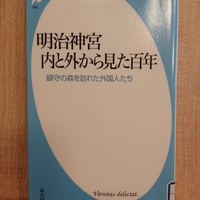 明治神宮
内と外から見た百年
鎮守の森を訪れた外国人たち
Varietas delectat.